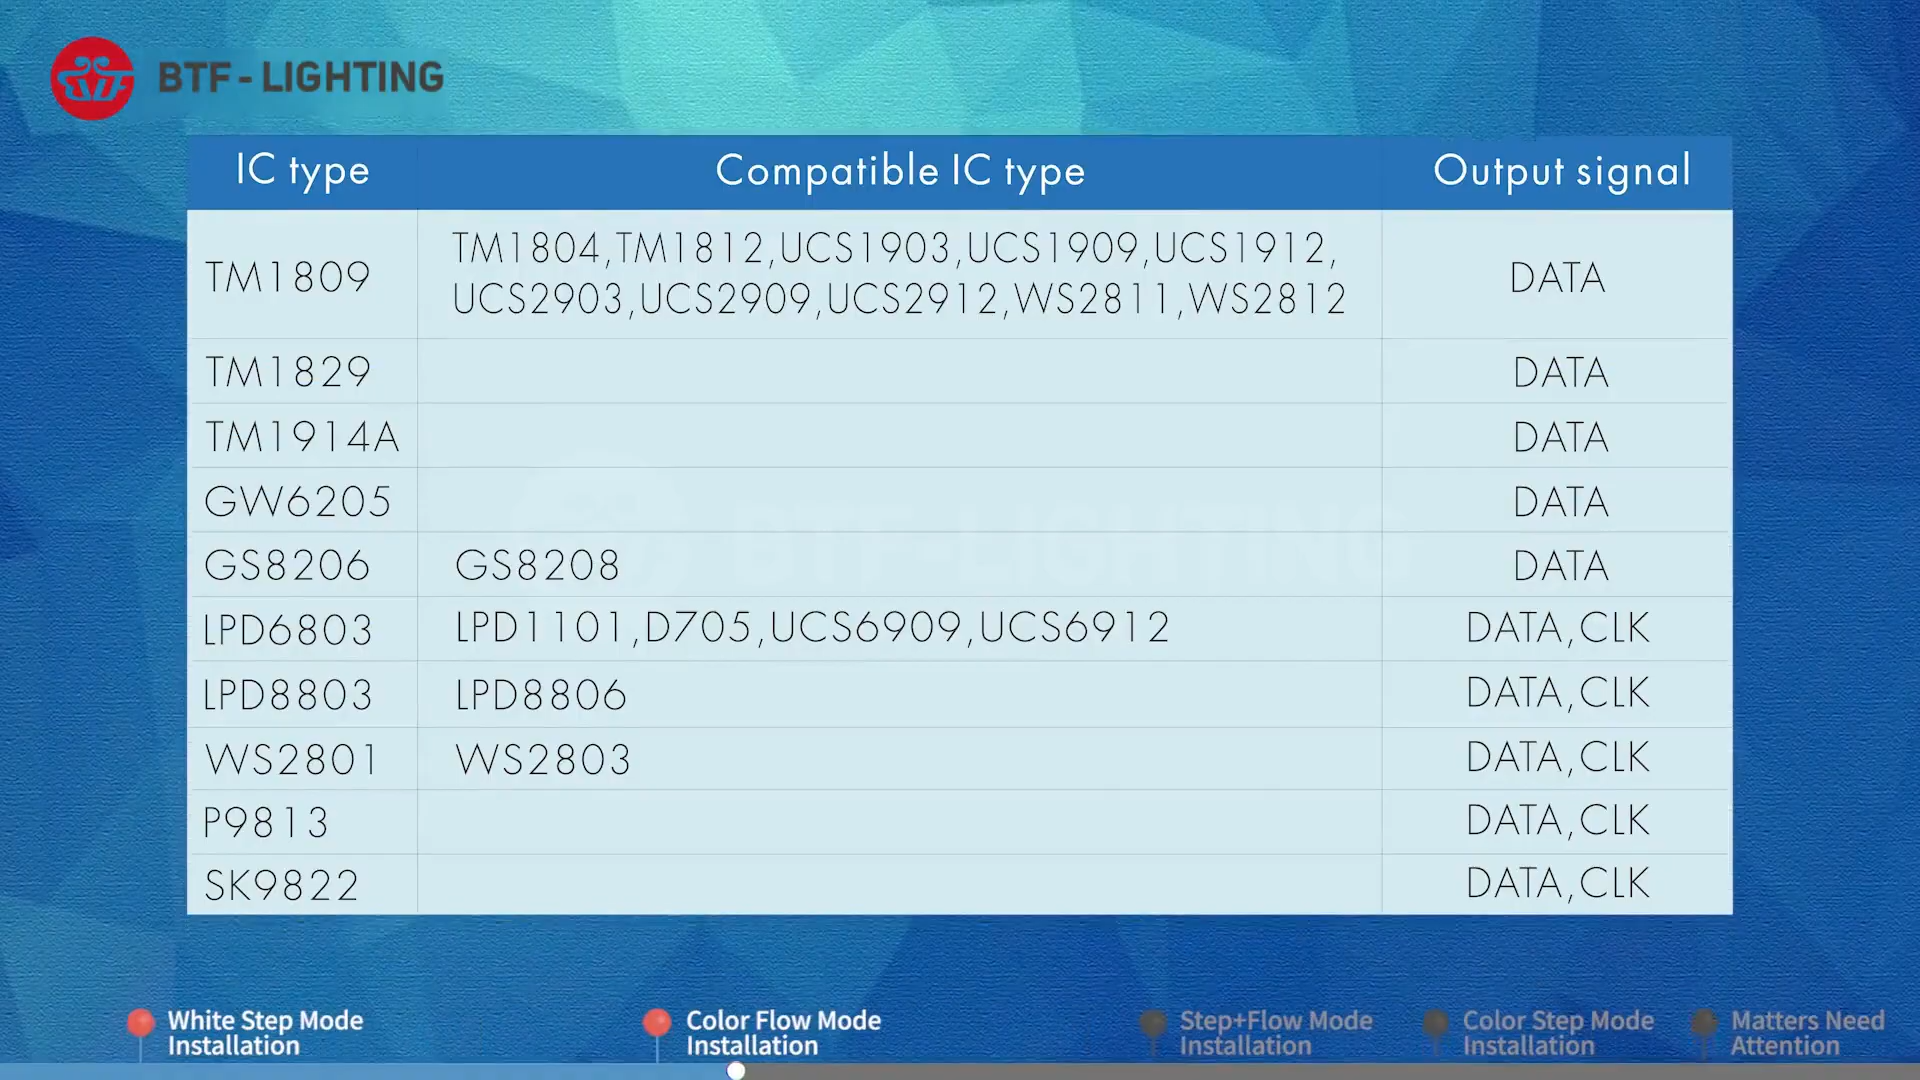 BTF-LIGHTING
IC type Compatible IC type Output signal
TM1809 TM1804,TM1812,UCS1903,UCS1909,UCS1912,
UCS2903,UCS2909,UCS2912,WS2811,WS2812 DATA
TM1829 DATA
TM1914A DATA
GW6205 DATA
GS8206 GS8208 DATA
LPD6803 LPD1101,D705,UCS6909,UCS6912 DATA,CLK
LPD8803 LPD8806 DATA,CLK
WS2801 WS2803 DATA,CLK
P9813 DATA,CLK
SK9822 DATA,CLK
BTF-LIGHTING
White Step Mode
Installation
Color Flow Mode
Installation
Step+Flow Mode
Installation
Color Step Mode
Installation
Matters Need
Attention